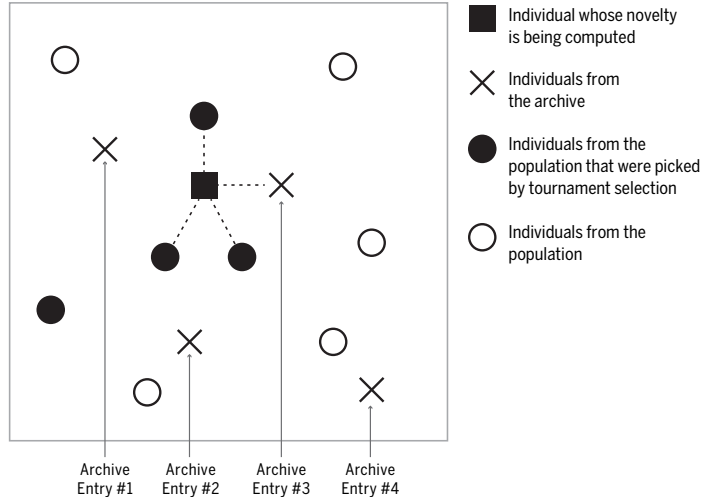 Individual whose novelty
is being computed
Individuals from
the archive
Individuals from the
population that were picked
by tournament selection
Individuals from the
population
Archive
Entry #1
Archive
Entry #2
Archive
Entry #3
Archive
Entry #4